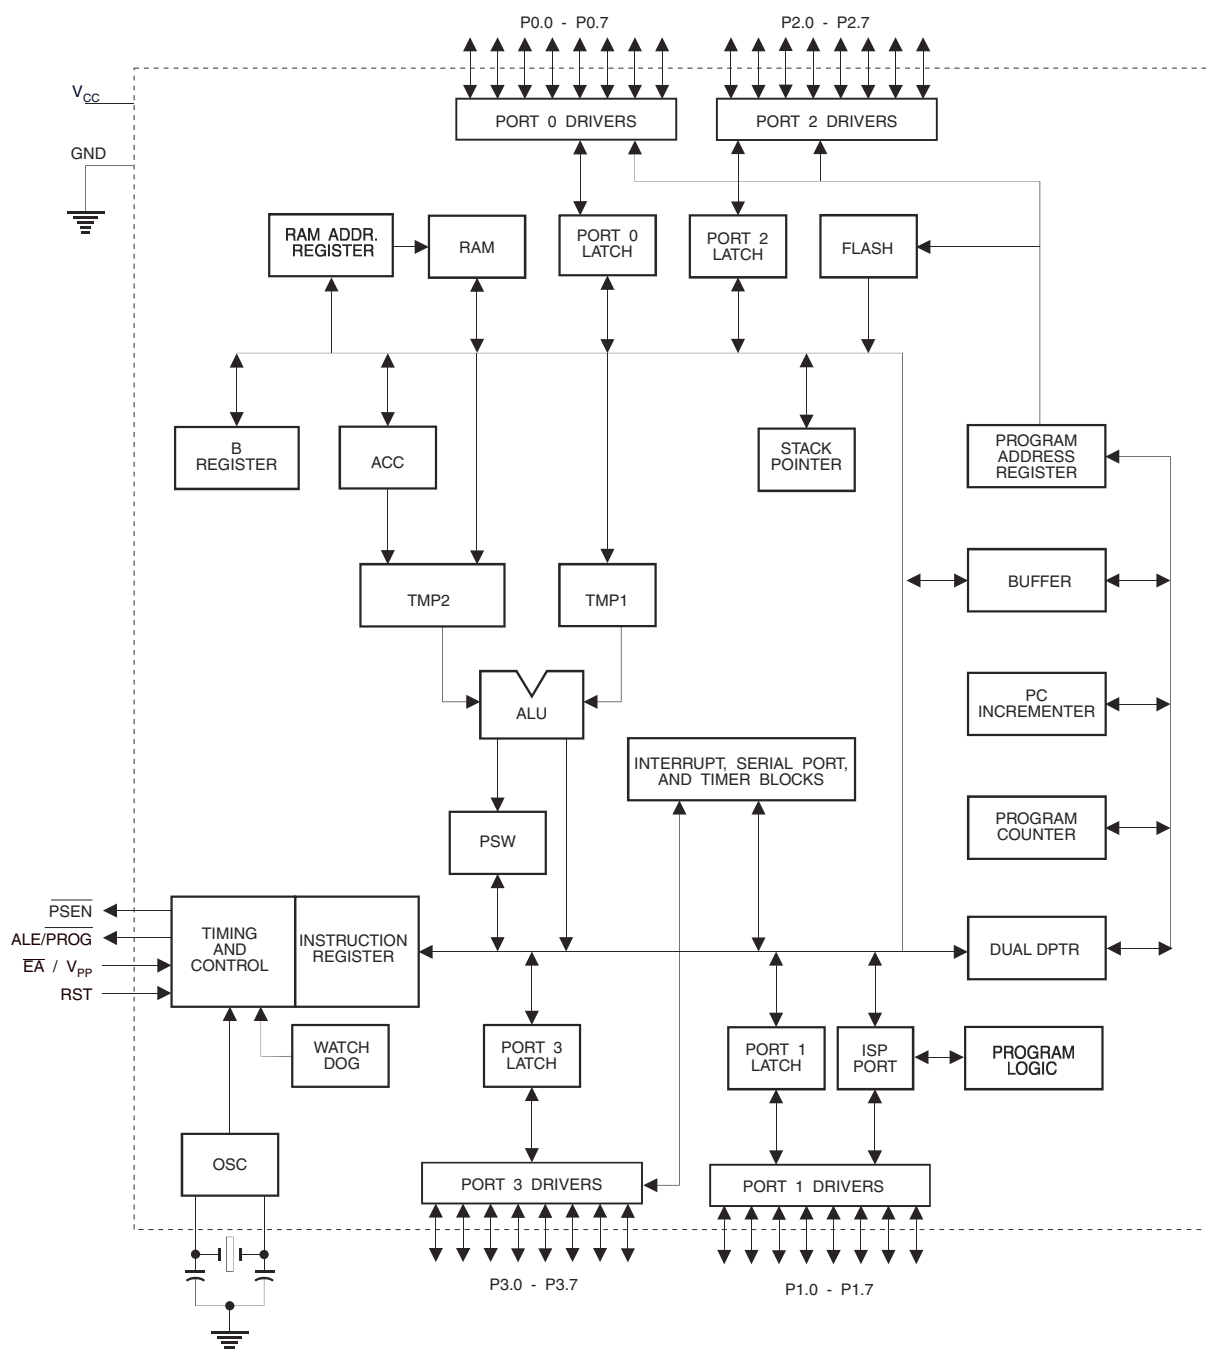 P0.0 - P0.7
P2.0 - P2.7
VCC
PORT 0 DRIVERS
PORT 2 DRIVERS
GND
RAM ADDR.
REGISTER
RAM
PORT 0
LATCH
PORT 2
LATCH
FLASH
B
REGISTER
ACC
STACK
POINTER
PROGRAM
ADDRESS
REGISTER
TMP2
TMP1
BUFFER
ALU
PC
INCREMENTER
INTERRUPT, SERIAL PORT,
AND TIMER BLOCKS
PSW
PROGRAM
COUNTER
PSEN
ALE/PROG
EA / VPP
RST
TIMING
AND
CONTROL
INSTRUCTION
REGISTER
DUAL DPTR
WATCH
DOG
PORT 3
LATCH
PORT 1
LATCH
ISP
PORT
PROGRAM
LOGIC
OSC
PORT 3 DRIVERS
PORT 1 DRIVERS
P3.0 - P3.7
P1.0 - P1.7